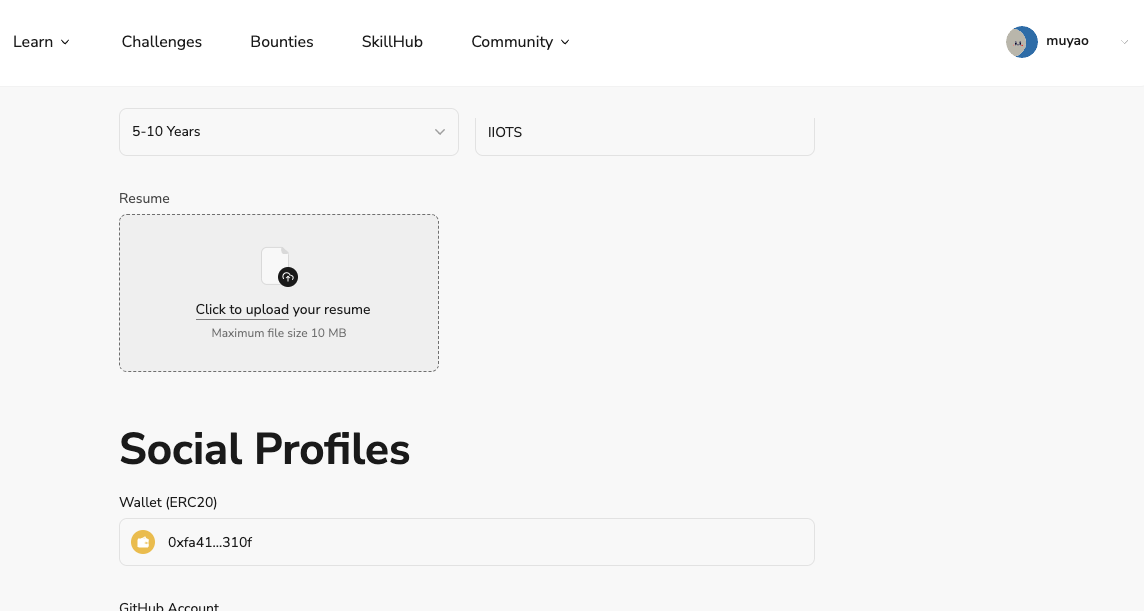 Learn
Challenges
Bounties
SkillHub
Community
muyao
5-10 Years
IIOTS
Resume
Click to upload your resume
Maximum file size 10 MB
Social Profiles
Wallet (ERC20)
0xfa41...310f
GitHub Account